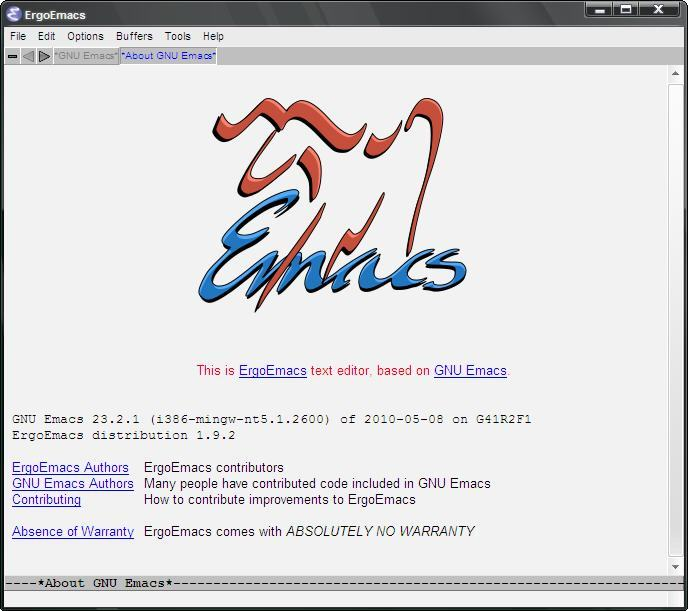 ErgoEmacs
File Edit Options Buffers Tools Help
*GNU Emacs* *About GNU Emacs*
Emacs
This is ErgoEmacs text editor, based on GNU Emacs.
GNU Emacs 23.2.1 (i386-mingw-nt5.1.2600) of 2010-05-08 on G41R2F1
ErgoEmacs distribution 1.9.2
ErgoEmacs Authors ErgoEmacs contributors
GNU Emacs Authors Many people have contributed code included in GNU Emacs
Contributing How to contribute improvements to ErgoEmacs
Absence of Warranty ErgoEmacs comes with ABSOLUTELY NO WARRANTY
-----*About GNU Emacs*-----